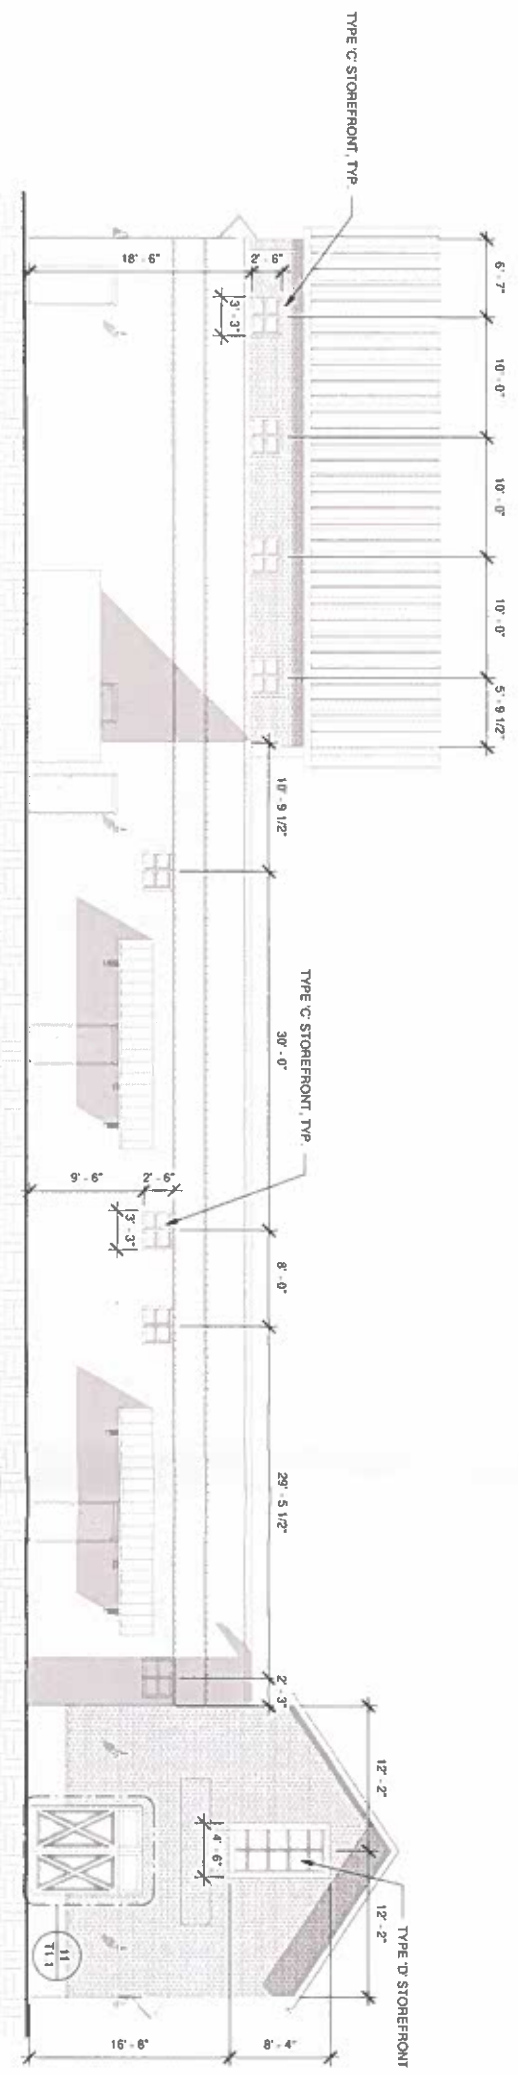 TYPE 'C' STOREFRONT, TYP.
6' - 7"
10' - 0"
10' - 0"
10' - 0"
5' - 9 1/2"
18' - 6"
2' - 6"
3' - 3"
10' - 9 1/2"
30' - 0"
8' - 0"
29' - 5 1/2"
2' - 3"
TYPE 'C' STOREFRONT, TYP.
9' - 6"
2' - 6"
3' - 3"
12' - 2"
12' - 2"
TYPE 'D' STOREFRONT
4' - 6"
11
T1.1
16' - 8"
8' - 4"